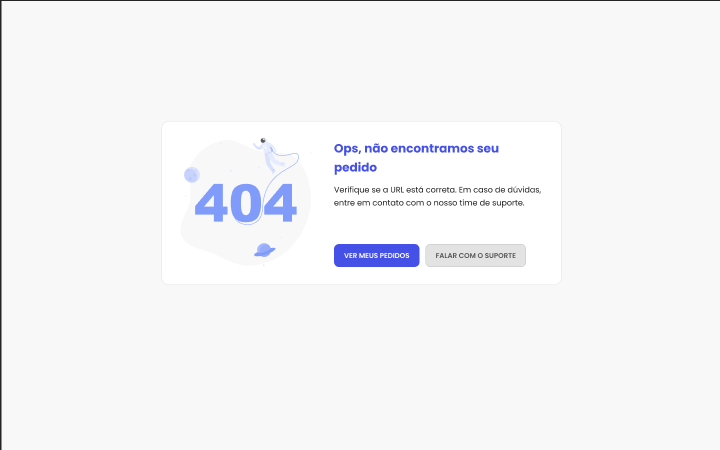 404
Ops, não encontramos seu
pedido
Verifique se a URL está correta. Em caso de dúvidas,
entre em contato com o nosso time de suporte.
VER MEUS PEDIDOS
FALAR COM O SUPORTE